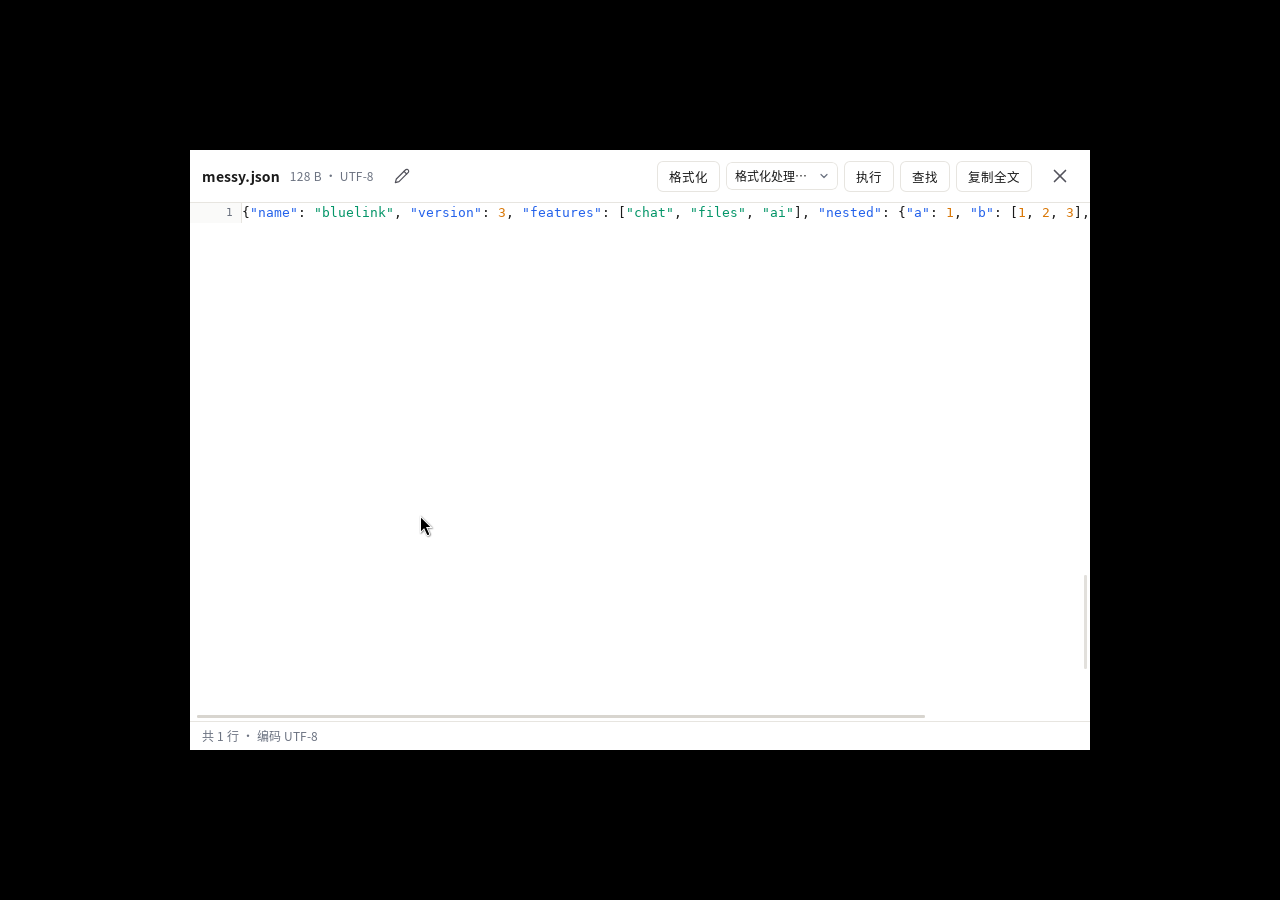 messy.json 128 B • UTF-8 格式化 格式化处理… 执行 查找 复制全文
1 {"name": "bluelink", "version": 3, "features": ["chat", "files", "ai"], "nested": {"a": 1, "b": [1, 2, 3],
共 1 行 • 编码 UTF-8